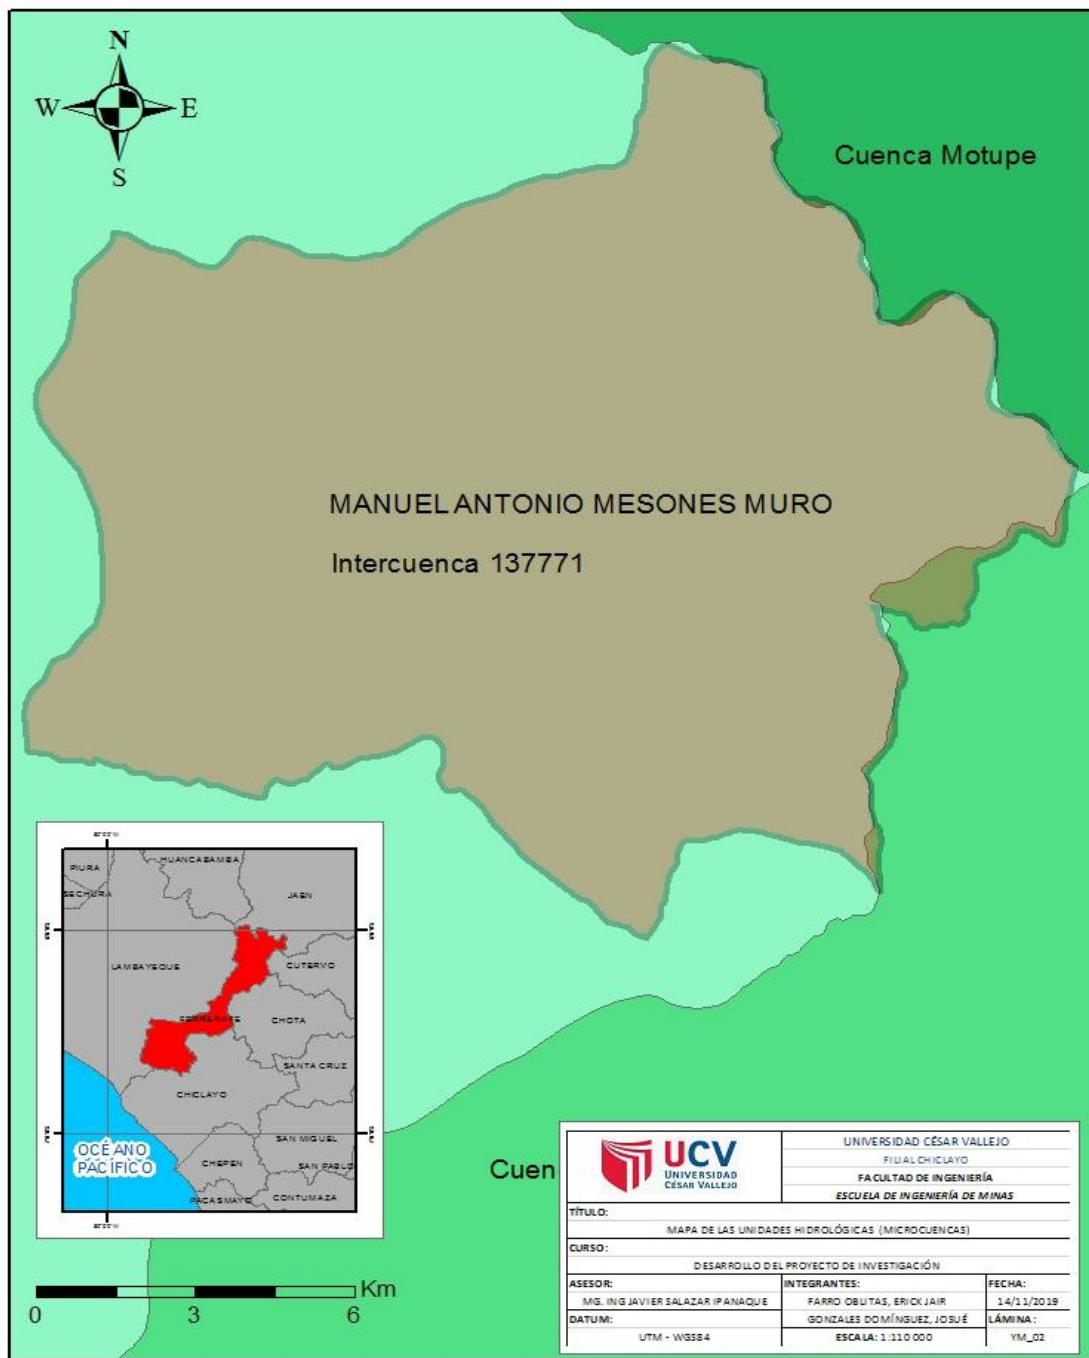 N
W E
S
Cuenca Motupe
MANUEL ANTONIO MESONES MURO
Intercuenca 137771
PIURA
HUANCABAMBA
SECHURA
JAEN
LAMBAYEQUE
CUTERVO
FERREÑAFE
CHOTA
SANTA CRUZ
CHICLAYO
SAN MIGUEL
OCÉANO
PACÍFICO
CHEPEN
SAN PABLO
PACASMAYO
CONTUMAZA
Km
0 3 6
Cuen
UCV
UNIVERSIDAD
CÉSAR VALLEJO
UNIVERSIDAD CÉSAR VALLEJO
FILIAL CHICLAYO
FACULTAD DE INGENIERÍA
ESCUELA DE INGENIERÍA DE MINAS
TÍTULO:
MAPA DE LAS UNIDADES HIDROLÓGICAS (MICROCUENCAS)
CURSO:
DESARROLLO DEL PROYECTO DE INVESTIGACIÓN
ASESOR: INTEGRANTES: FECHA:
MG. ING JAVIER SALAZAR IPANAQUE FARRO OBLITAS, ERICK JAIR 14/11/2019
DATUM: GONZALES DOMÍNGUEZ, JOSUÉ LÁMINA:
UTM - WGS84 ESCALA: 1:110 000 YM_02